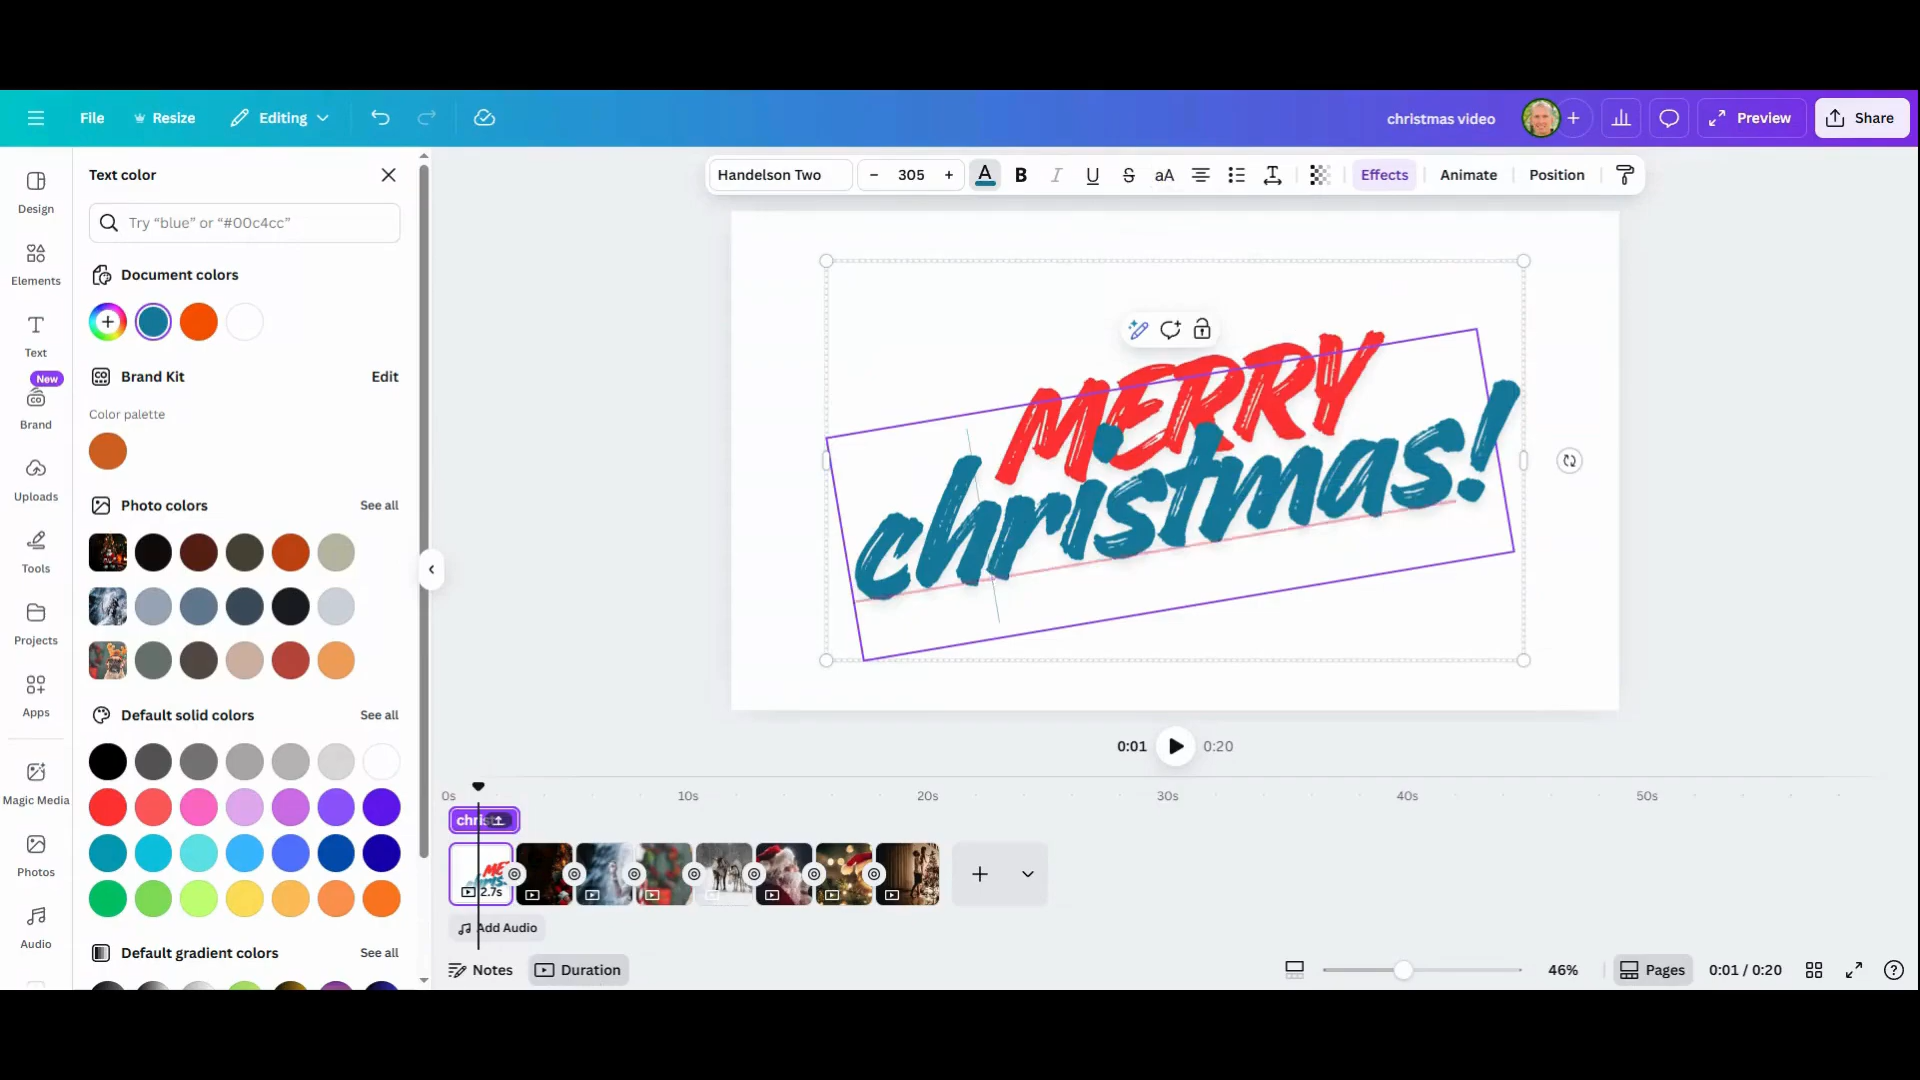 File
Resize
Editing
christmas video
Preview
Share
Design
Elements
Text
New
Brand
Uploads
Tools
Projects
Apps
Magic Media
Photos
Audio
Text color
Try “blue” or “#00c4cc”
Document colors
Brand Kit
Edit
Color palette
Photo colors
See all
Default solid colors
See all
Default gradient colors
See all
Handelson Two
305
Effects
Animate
Position
MERRY
christmas!
0:01
0:20
0s
10s
20s
30s
40s
50s
2.7s
Add Audio
Notes
Duration
46%
Pages
0:01 / 0:20